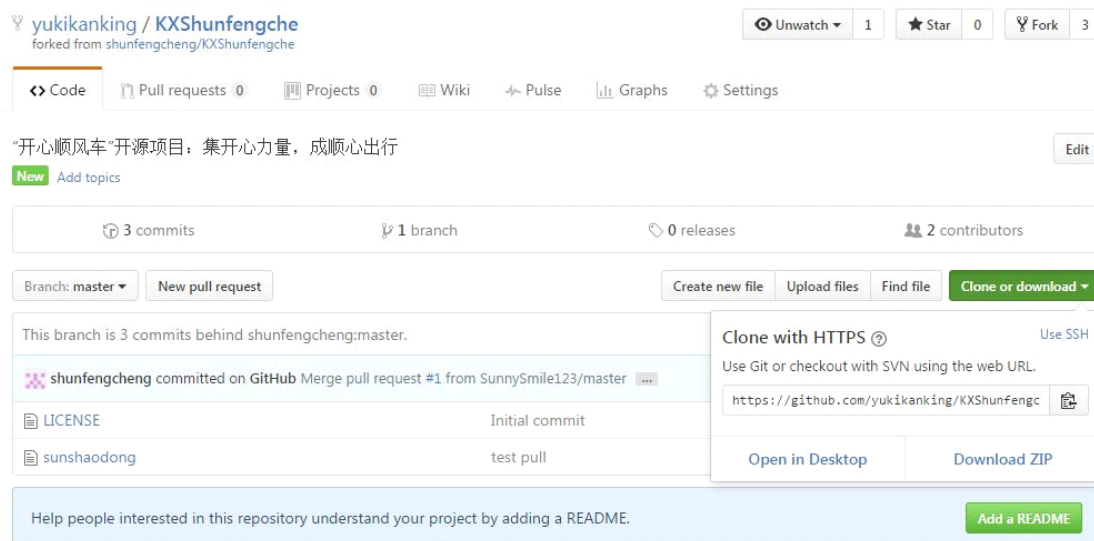 yukikanking / KXShunfengche
Unwatch 1 Star 0 Fork 3
forked from shunfengcheng/KXShunfengche
Code Pull requests 0 Projects 0 Wiki Pulse Graphs Settings
“开心顺风车”开源项目：集开心力量，成顺心出行
Edit
New Add topics
3 commits 1 branch 0 releases 2 contributors
Branch: master New pull request Create new file Upload files Find file Clone or download
This branch is 3 commits behind shunfengcheng:master.
Clone with HTTPS ? Use SSH
Use Git or checkout with SVN using the web URL.
shunfengcheng committed on GitHub Merge pull request #1 from SunnySmile123/master ...
https://github.com/yukikanking/KXShunfengc
LICENSE Initial commit
sunshaodong test pull
Open in Desktop Download ZIP
Help people interested in this repository understand your project by adding a README.
Add a README